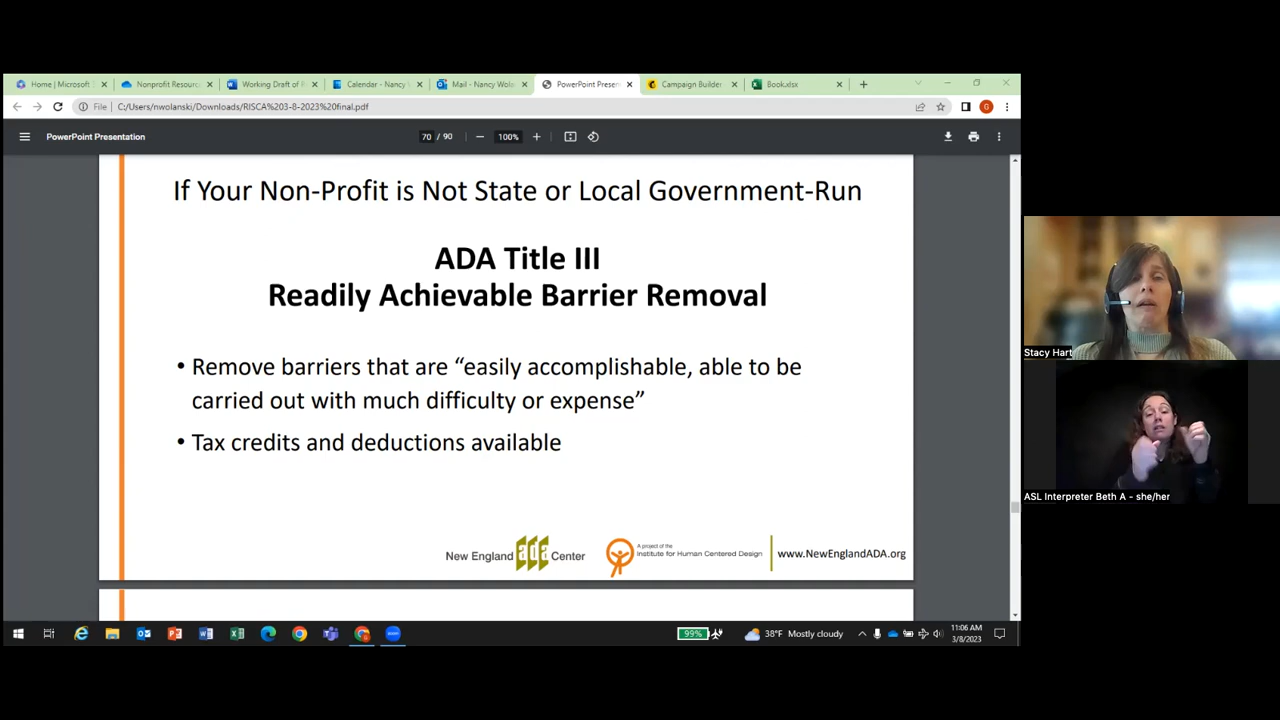 Home | Microsoft
Nonprofit Resourc
Working Draft of
Calendar - Nancy
Mail - Nancy Wola
PowerPoint Presen
Campaign Builder
Book.xlsx
File
C:/Users/nwolanski/Downloads/RISCA%203-8-2023%20final.pdf
PowerPoint Presentation
70 / 90
100%
If Your Non-Profit is Not State or Local Government-Run
ADA Title III
Readily Achievable Barrier Removal
• Remove barriers that are “easily accomplishable, able to be
carried out with much difficulty or expense”
• Tax credits and deductions available
New England ada Center
A project of the
Institute for Human Centered Design
www.NewEnglandADA.org
Stacy Hart
ASL Interpreter Beth A - she/her
99%
38°F Mostly cloudy
11:06 AM
3/8/2023